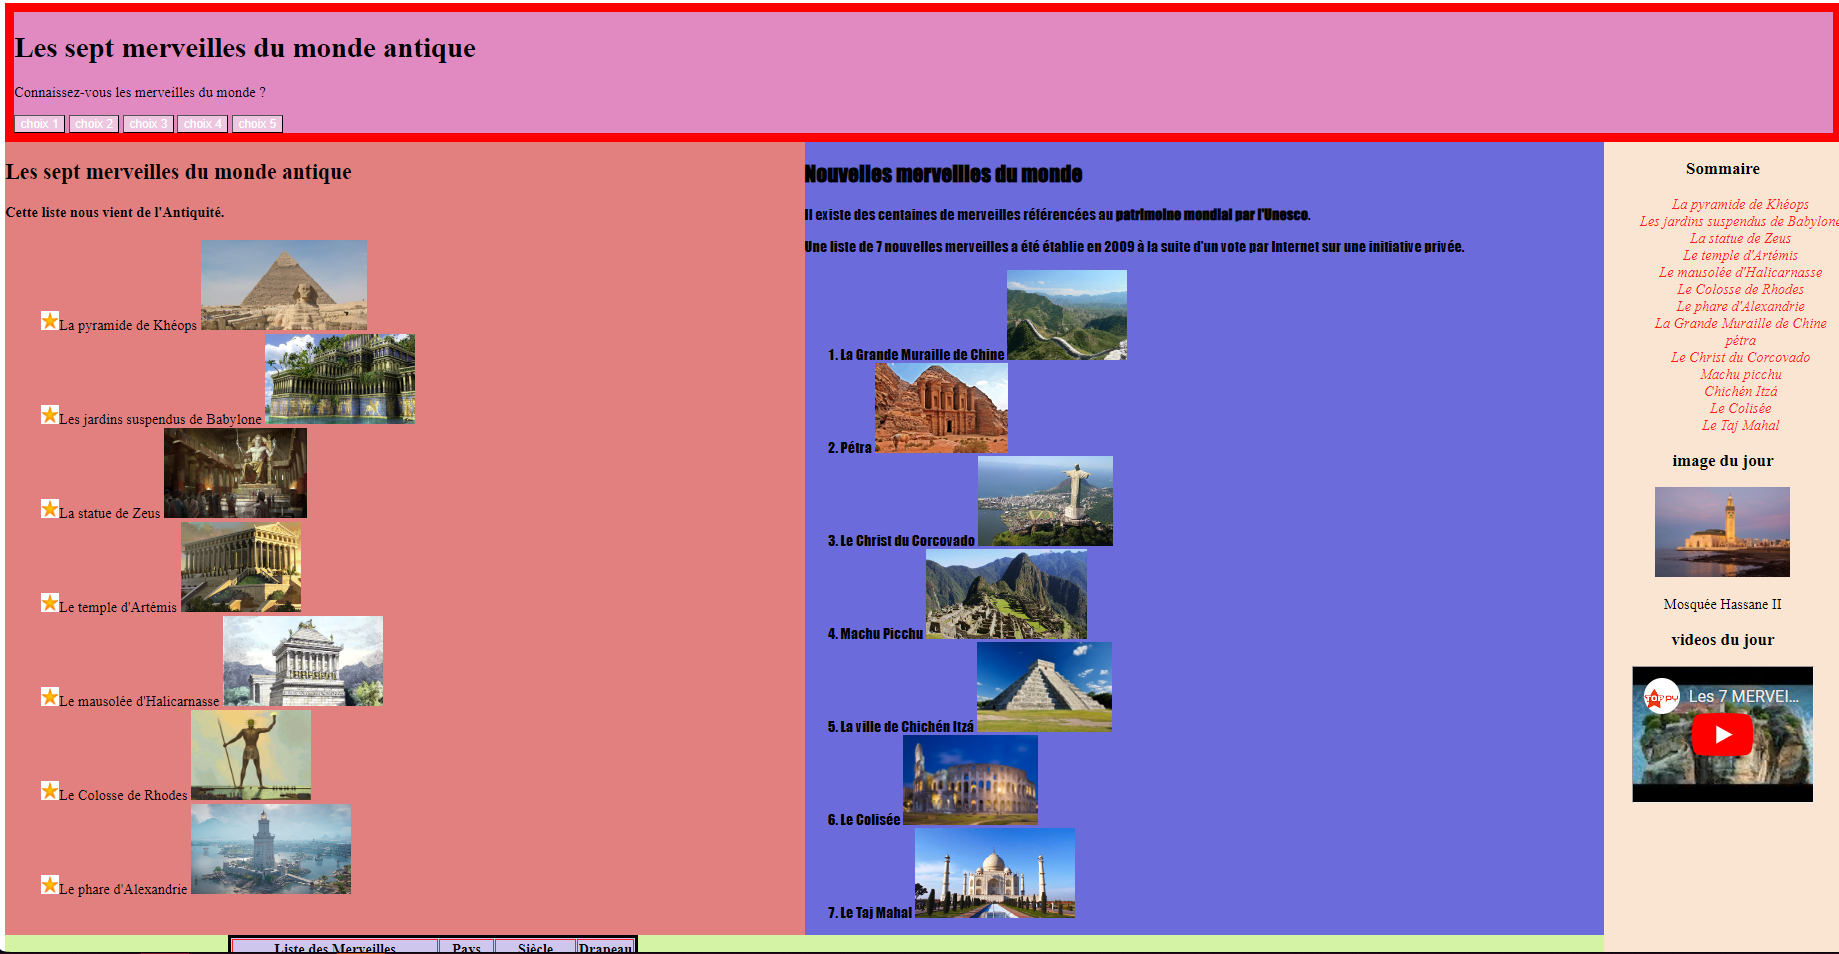 Les sept merveilles du monde antique
Connaissez-vous les merveilles du monde ?
choix 1 choix 2 choix 3 choix 4 choix 5
Les sept merveilles du monde antique
Cette liste nous vient de l'Antiquité.
La pyramide de Khéops
Les jardins suspendus de Babylone
La statue de Zeus
Le temple d'Artémis
Le mausolée d'Halicarnasse
Le Colosse de Rhodes
Le phare d'Alexandrie
Nouvelles merveilles du monde
Il existe des centaines de merveilles référencées au patrimoine mondial par l'Unesco.
Une liste de 7 nouvelles merveilles a été établie en 2009 à la suite d'un vote par Internet sur une initiative privée.
1. La Grande Muraille de Chine
2. Pétra
3. Le Christ du Corcovado
4. Machu Picchu
5. La ville de Chichén Itzá
6. Le Colisée
7. Le Taj Mahal
Sommaire
La pyramide de Khéops
Les jardins suspendus de Babylone
La statue de Zeus
Le temple d'Artémis
Le mausolée d'Halicarnasse
Le Colosse de Rhodes
Le phare d'Alexandrie
La Grande Muraille de Chine
pétra
Le Christ du Corcovado
Machu picchu
Chichén Itzá
Le Colisée
Le Taj Mahal
image du jour
Mosquée Hassane II
videos du jour
TOPPY
Les 7 MERVEI...
Liste des Merveilles Pays Siècle Drapeau